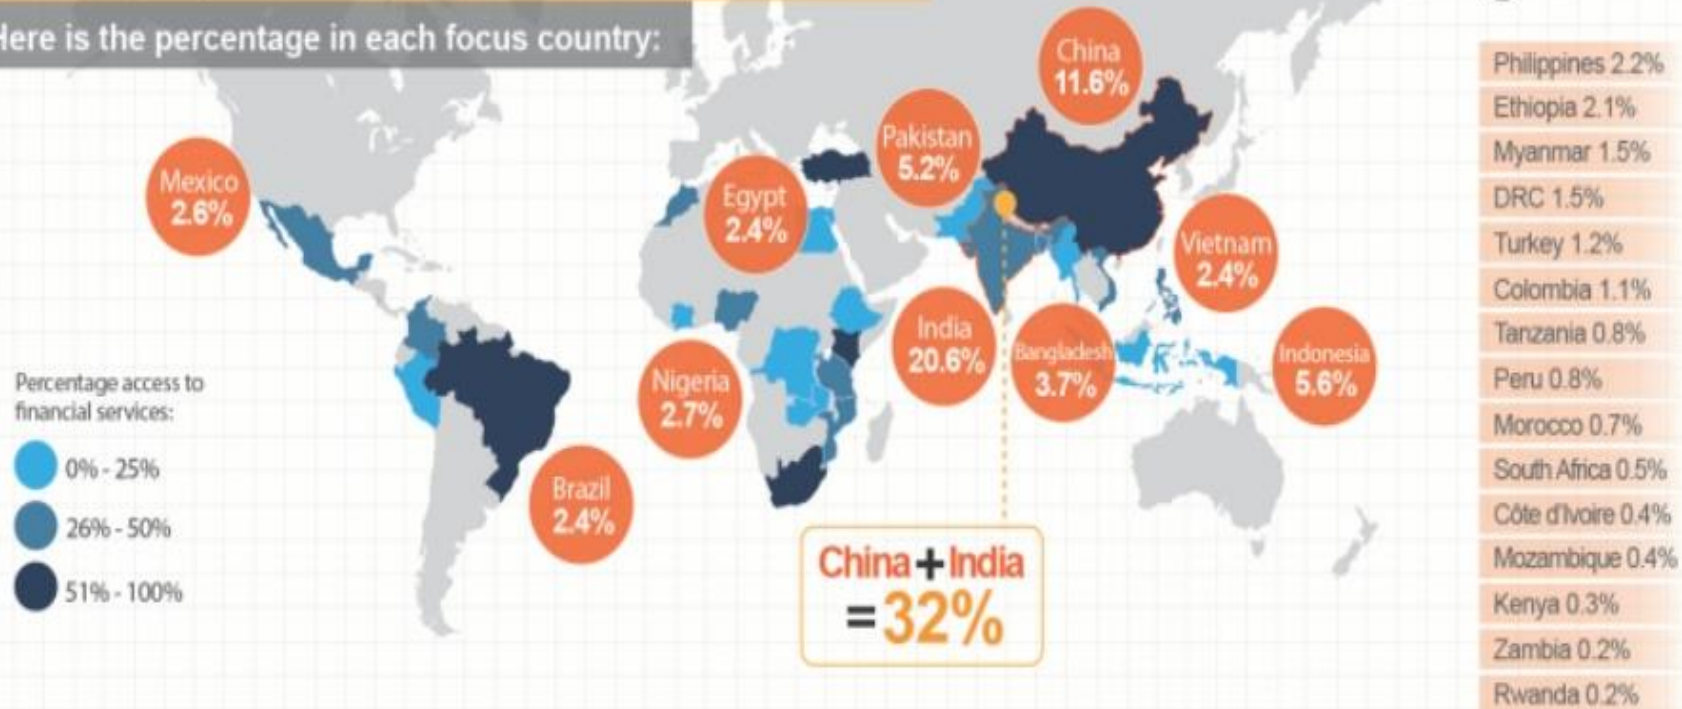 Here is the percentage in each focus country:
China
11.6%
Pakistan
5.2%
Mexico
2.6%
Egypt
2.4%
Vietnam
2.4%
India
20.6%
Bangladesh
3.7%
Indonesia
5.6%
Nigeria
2.7%
Brazil
2.4%
Percentage access to
financial services:
0% - 25%
26% - 50%
51% - 100%
China + India
= 32%
Philippines 2.2%
Ethiopia 2.1%
Myanmar 1.5%
DRC 1.5%
Turkey 1.2%
Colombia 1.1%
Tanzania 0.8%
Peru 0.8%
Morocco 0.7%
South Africa 0.5%
Côte d'Ivoire 0.4%
Mozambique 0.4%
Kenya 0.3%
Zambia 0.2%
Rwanda 0.2%